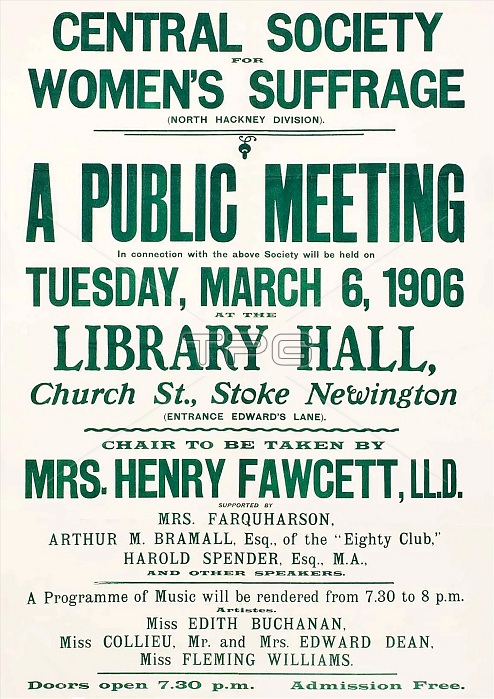 CENTRAL SOCIETY
FOR
WOMEN'S SUFFRAGE
(NORTH HACKNEY DIVISION).
A PUBLIC MEETING
In connection with the above Society will be held on
TUESDAY, MARCH 6, 1906
AT THE
LIBRARY HALL,
TPG
Church St., Stoke Newington
(ENTRANCE EDWARD'S LANE).
CHAIR TO BE TAKEN BY
MRS. HENRY FAWCETT, LL.D.
SUPPORTED BY
MRS. FARQUHARSON,
ARTHUR M. BRAMALL, Esq., of the "Eighty Club,"
HAROLD SPENDER, Esq., M.A.,
AND OTHER SPEAKERS.
A Programme of Music will be rendered from 7.30 to 8 p.m.
Artistes.
Miss EDITH BUCHANAN,
Miss COLLIEU, Mr. and Mrs. EDWARD DEAN,
Miss FLEMING WILLIAMS.
Doors open 7.30 p.m. Admission Free.